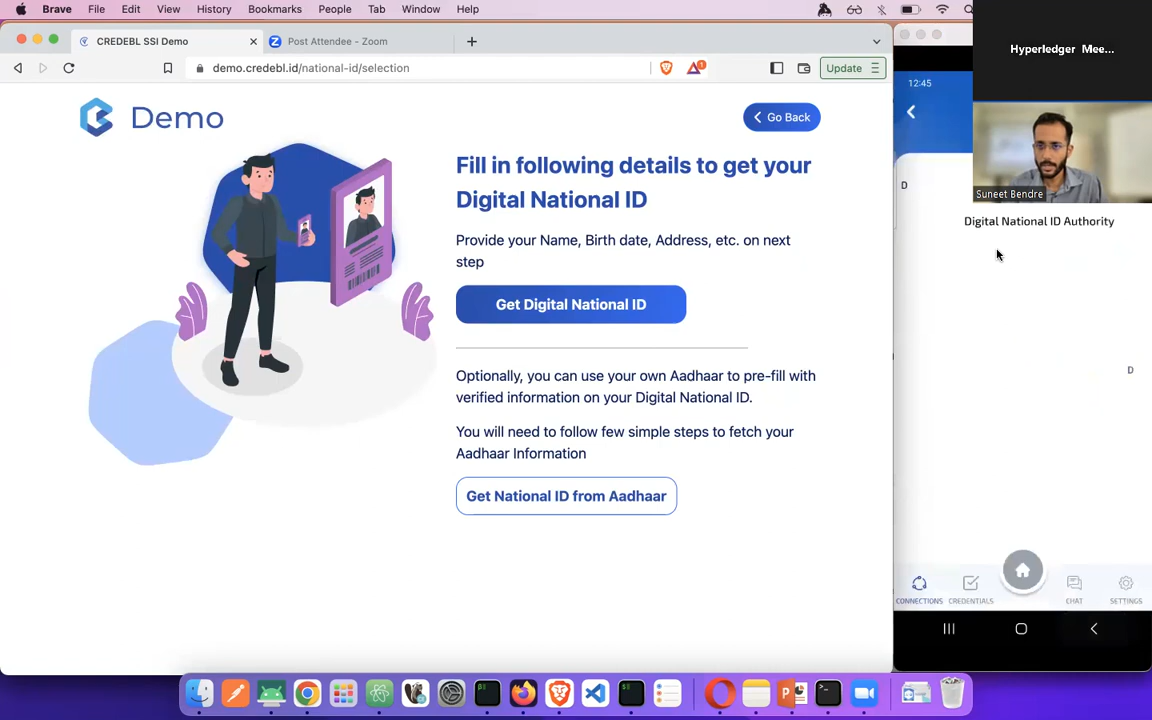 Brave File Edit View History Bookmarks People Tab Window Help
CREDEBL SSI Demo
Post Attendee - Zoom
demo.credebl.id/national-id/selection
1
Update
Demo
Go Back
Fill in following details to get your
Digital National ID
Provide your Name, Birth date, Address, etc. on next
step
Get Digital National ID
Optionally, you can use your own Aadhaar to pre-fill with
verified information on your Digital National ID.
You will need to follow few simple steps to fetch your
Aadhaar Information
Get National ID from Aadhaar
Hyperledger Mee...
12:45
Suneet Bendre
D
Digital National ID Authority
D
CONNECTIONS CREDENTIALS CHAT SETTINGS